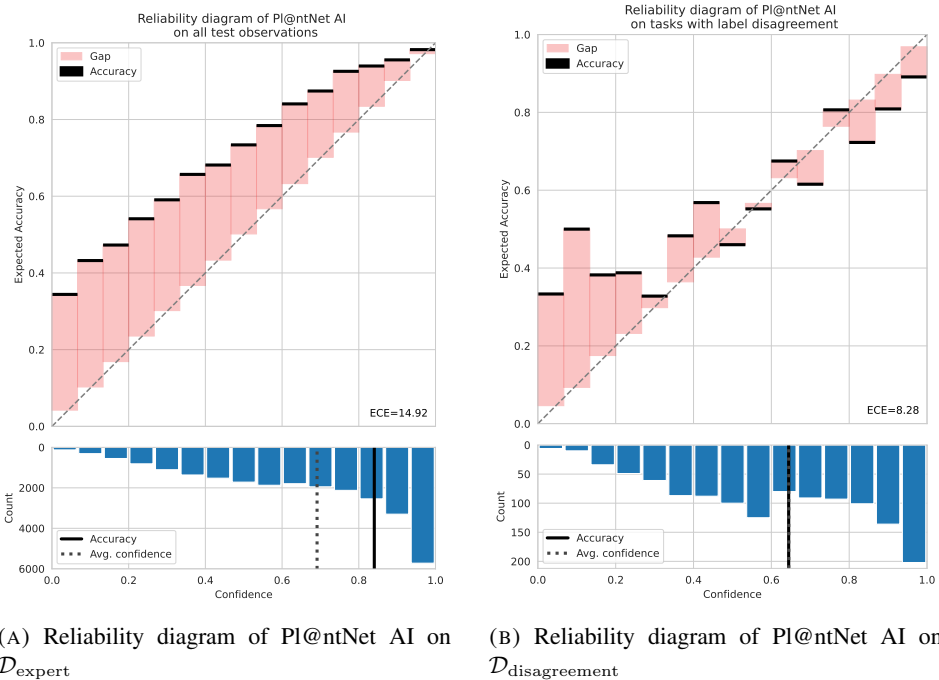 Reliability diagram of Pl@ntNet AI
on all test observations
1.0
0.8
0.6
0.4
0.2
0.0
Expected Accuracy
Gap
Accuracy
ECE=14.92
0
2000
4000
6000
Count
Accuracy
Avg. confidence
0.0 0.2 0.4 0.6 0.8 1.0
Confidence
(A) Reliability diagram of Pl@ntNet AI on
𝒟expert
Reliability diagram of Pl@ntNet AI
on tasks with label disagreement
1.0
0.8
0.6
0.4
0.2
0.0
Expected Accuracy
Gap
Accuracy
ECE=8.28
0
50
100
150
200
Count
Accuracy
Avg. confidence
0.0 0.2 0.4 0.6 0.8 1.0
Confidence
(B) Reliability diagram of Pl@ntNet AI on
𝒟disagreement